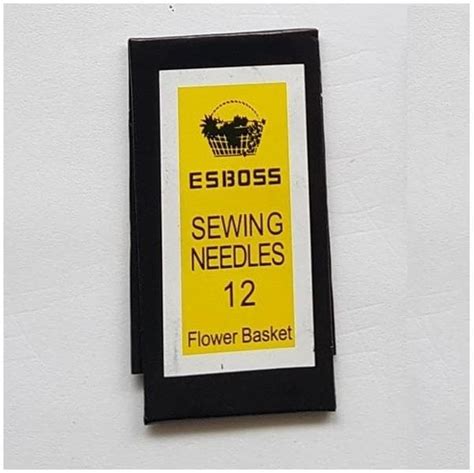 ESBOSS
SEWING
NEEDLES
12
Flower Basket